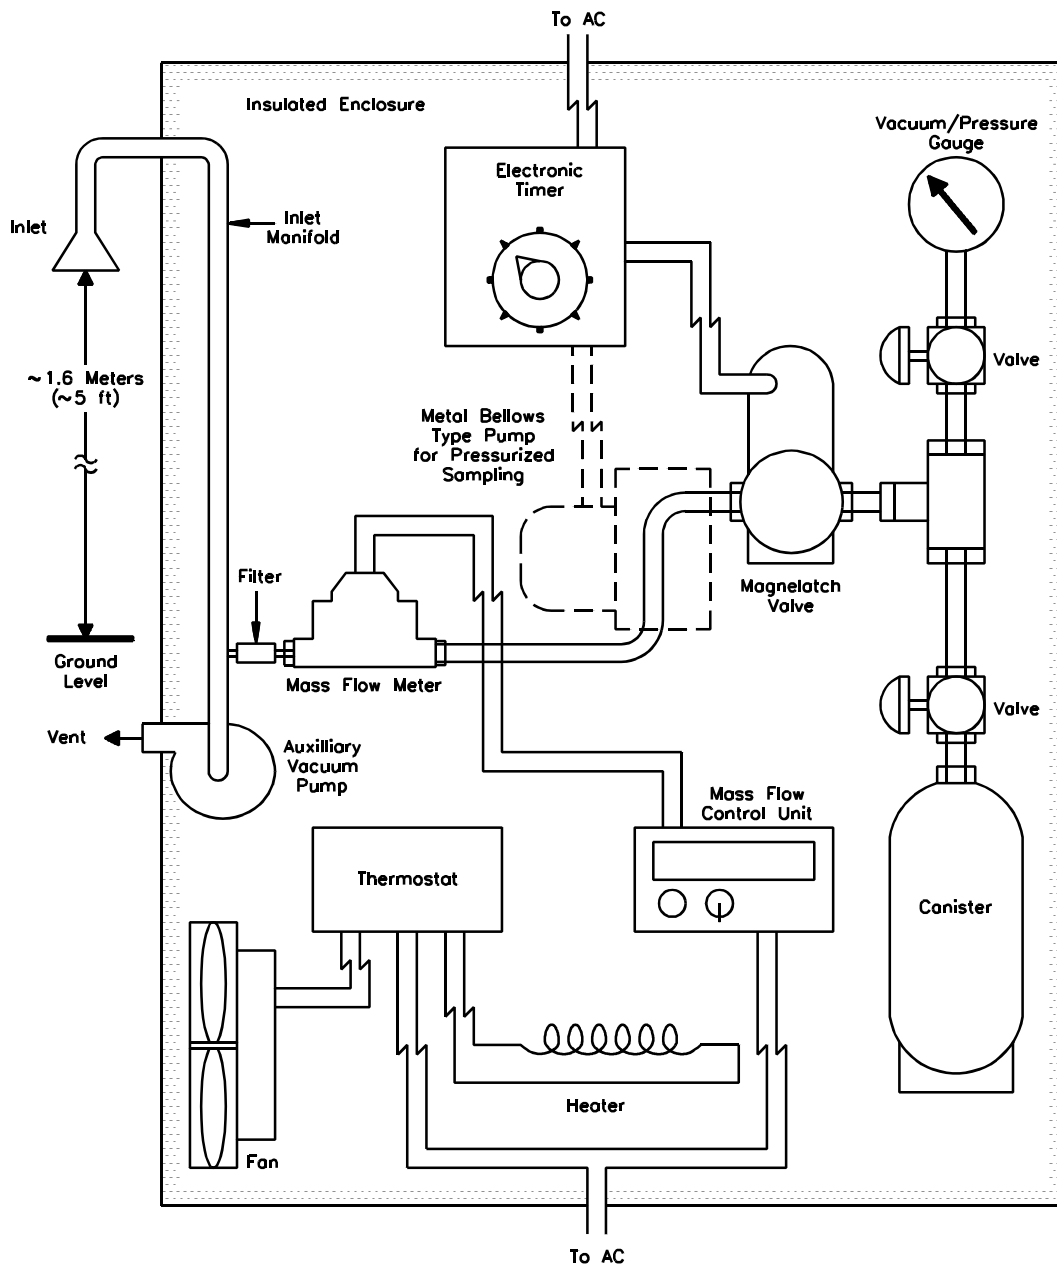 To AC
Insulated Enclosure
Vacuum/Pressure
Gauge
Electronic
Timer
Inlet
Inlet
Manifold
Valve
~1.6 Meters
(~5 ft)
Metal Bellows
Type Pump
for Pressurized
Sampling
Filter
Magnelatch
Valve
Ground
Level
Mass Flow Meter
Valve
Vent
Auxilliary
Vacuum
Pump
Mass Flow
Control Unit
Thermostat
Canister
Heater
Fan
To AC